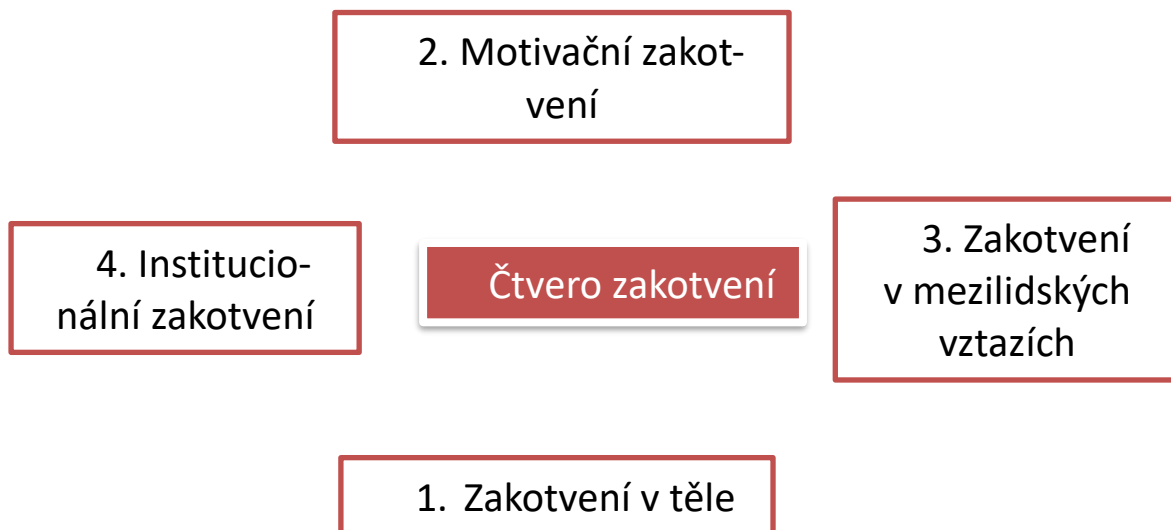 2. Motivační zakot-
vení
4. Institucio-
nální zakotvení
Čtvero zakotvení
3. Zakotvení
v mezilidských
vztazích
1. Zakotvení v těle